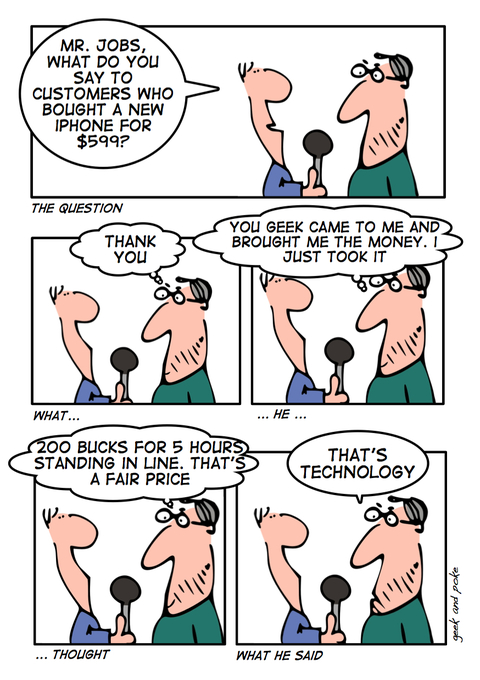 MR. JOBS,
WHAT DO YOU
SAY TO
CUSTOMERS WHO
BOUGHT A NEW
IPHONE FOR
$599?
THE QUESTION
THANK
YOU
WHAT...
YOU GEEK CAME TO ME AND
BROUGHT ME THE MONEY. I
JUST TOOK IT
... HE ...
200 BUCKS FOR 5 HOURS
STANDING IN LINE. THAT'S
A FAIR PRICE
... THOUGHT
THAT'S
TECHNOLOGY
WHAT HE SAID
geek and poke